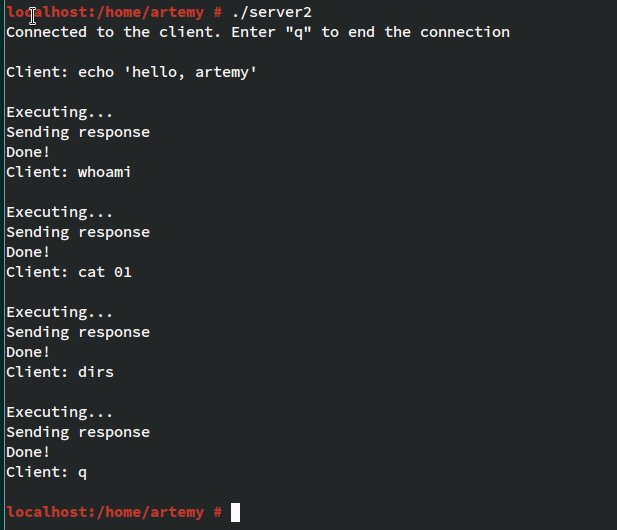 localhost:/home/artemy # ./server2
Connected to the client. Enter "q" to end the connection
Client: echo 'hello, artemy'
Executing...
Sending response
Done!
Client: whoami
Executing...
Sending response
Done!
Client: cat 01
Executing...
Sending response
Done!
Client: dirs
Executing...
Sending response
Done!
Client: q
localhost:/home/artemy #